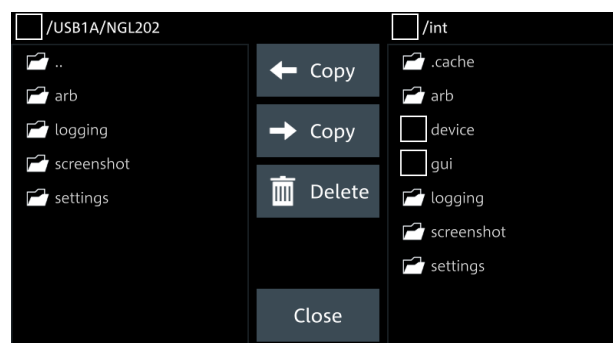 /USB1A/NGL202
..
arb
logging
screenshot
settings
Copy
Copy
Delete
Close
/int
.cache
arb
device
gui
logging
screenshot
settings